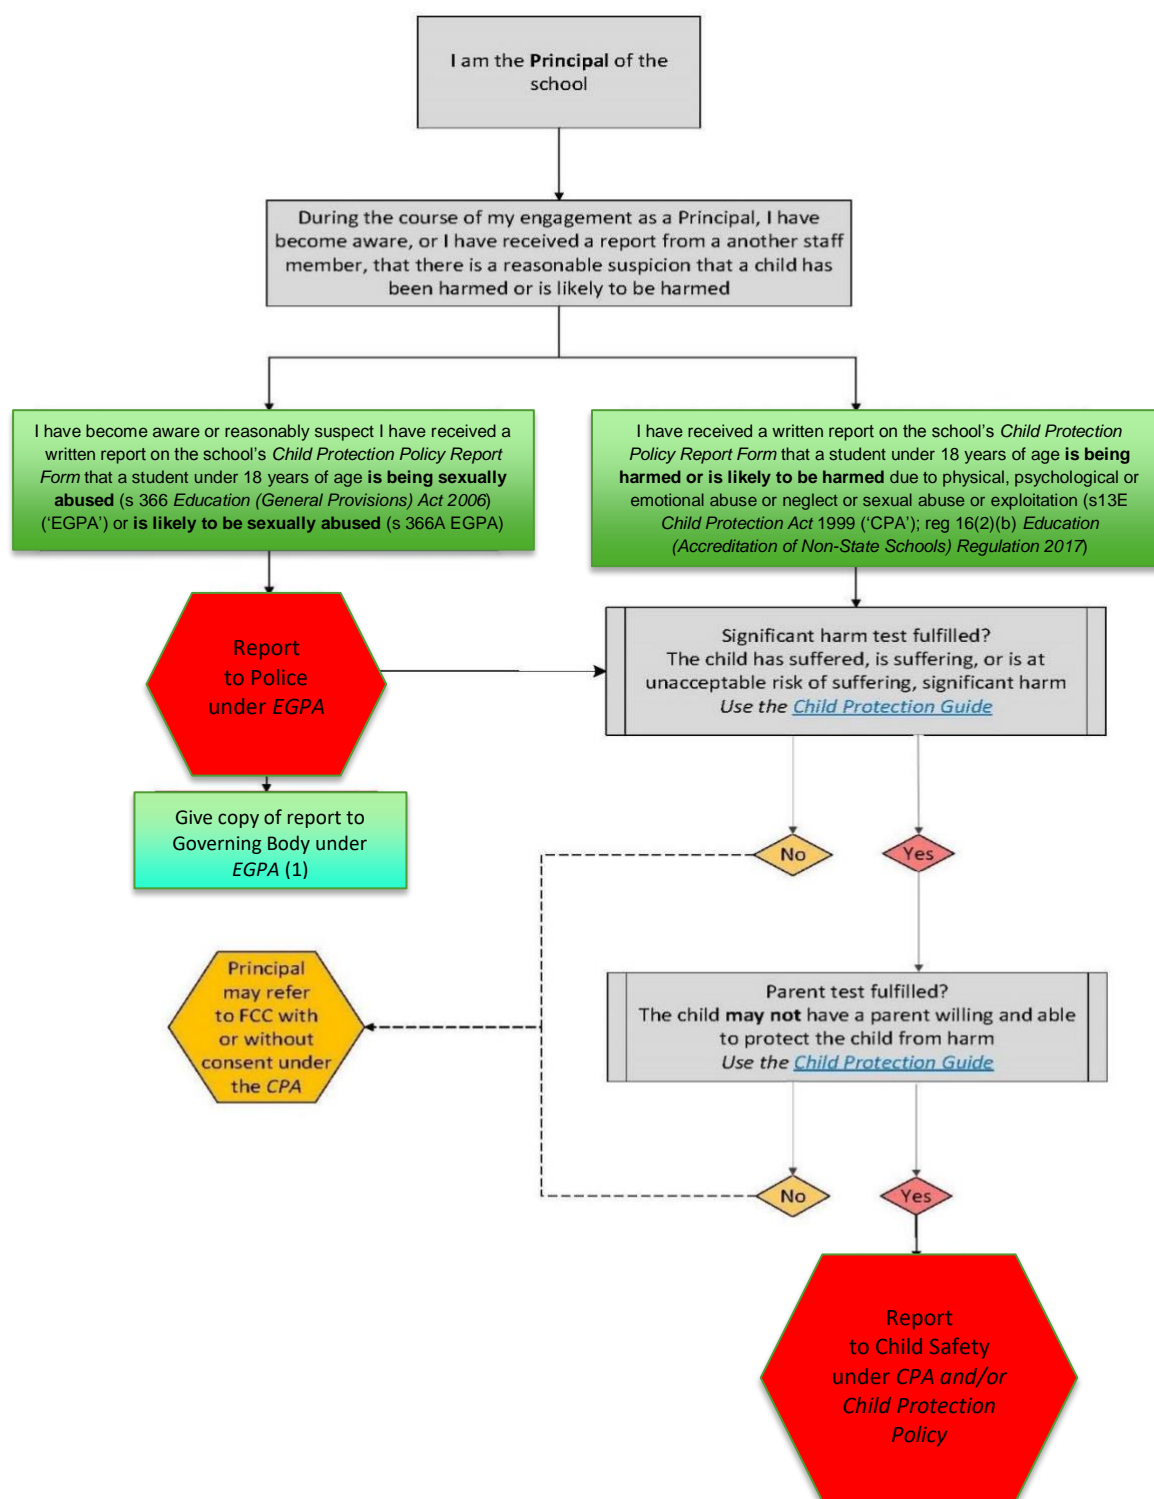 I am the Principal of the
school
During the course of my engagement as a Principal, I have
become aware, or I have received a report from a another staff
member, that there is a reasonable suspicion that a child has
been harmed or is likely to be harmed
I have become aware or reasonably suspect I have received a
written report on the school's Child Protection Policy Report
Form that a student under 18 years of age is being sexually
abused (s 366 Education (General Provisions) Act 2006)
('EGPA') or is likely to be sexually abused (s 366A EGPA)
I have received a written report on the school's Child Protection
Policy Report Form that a student under 18 years of age is being
harmed or is likely to be harmed due to physical, psychological or
emotional abuse or neglect or sexual abuse or exploitation (s13E
Child Protection Act 1999 ('CPA'); reg 16(2)(b) Education
(Accreditation of Non-State Schools) Regulation 2017)
Report
to Police
under EGPA
Significant harm test fulfilled?
The child has suffered, is suffering, or is at
unacceptable risk of suffering, significant harm
Use the Child Protection Guide
Give copy of report to
Governing Body under
EGPA (1)
No
Yes
Principal
may refer
to FCC with
or without
consent under
the CPA
Parent test fulfilled?
The child may not have a parent willing and able
to protect the child from harm
Use the Child Protection Guide
No
Yes
Report
to Child Safety
under CPA and/or
Child Protection
Policy